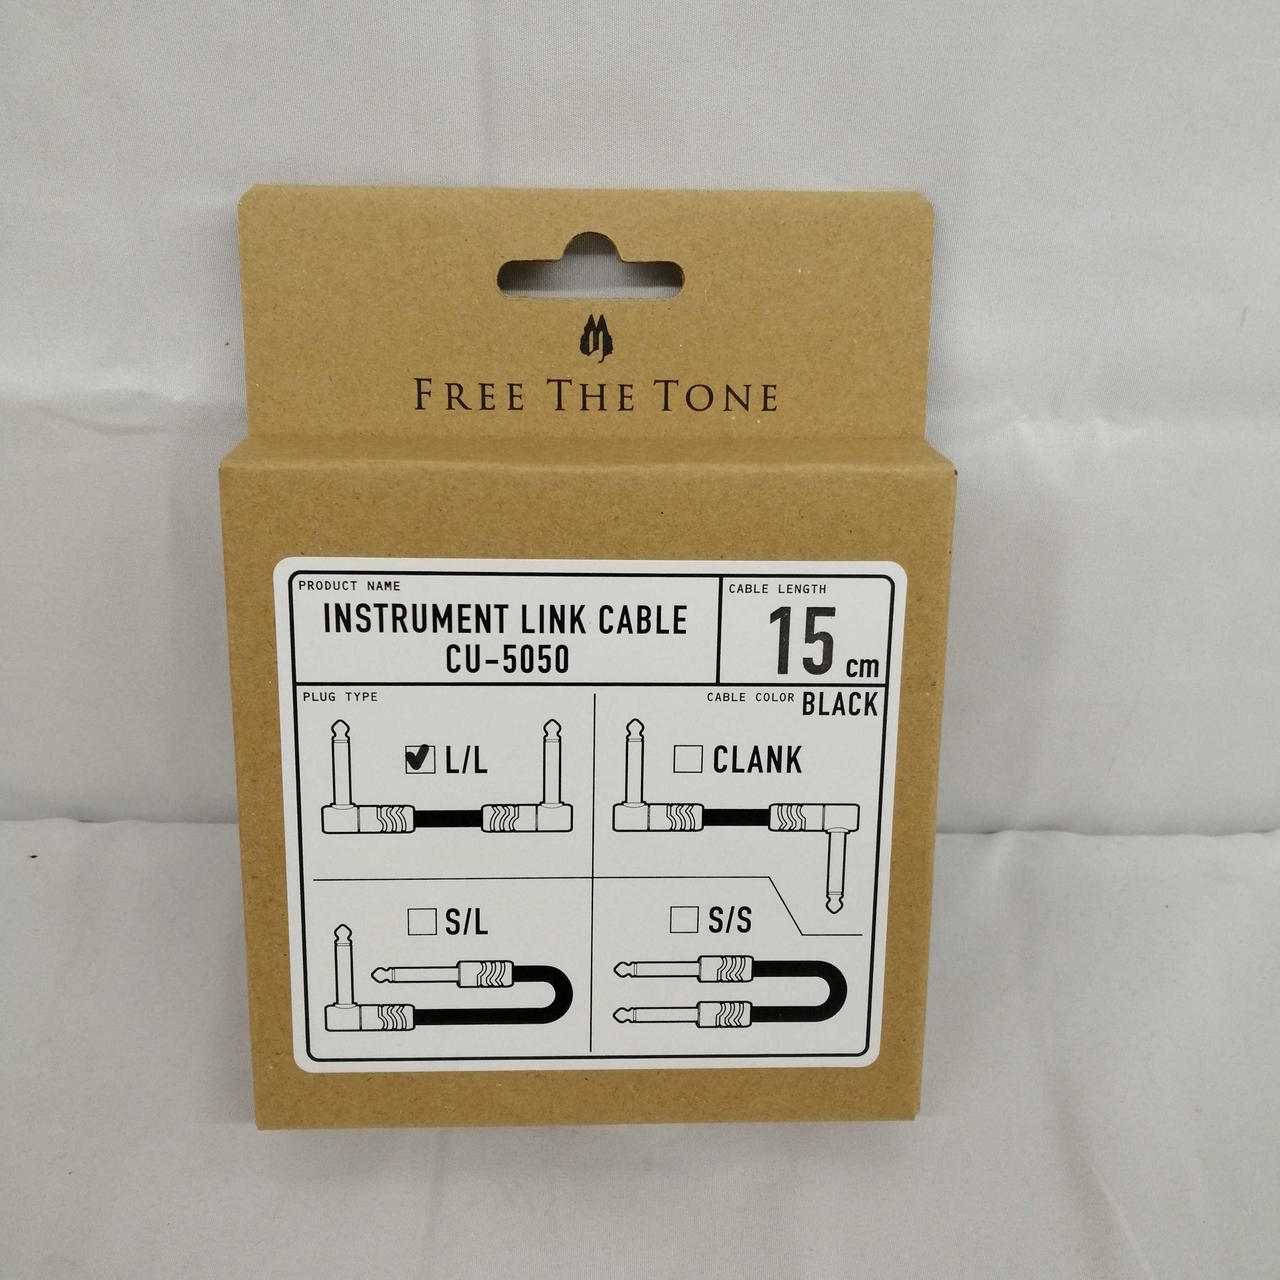 FREE THE TONE
PRODUCT NAME
INSTRUMENT LINK CABLE
CU-5050
CABLE LENGTH
15 cm
PLUG TYPE
CABLE COLOR BLACK
L/L
CLANK
S/L
S/S